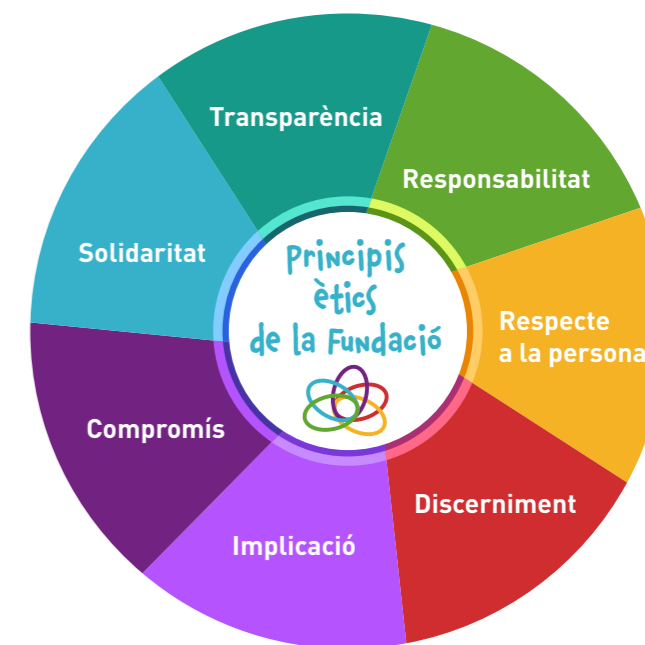 Transparència
Responsabilitat
Solidaritat
Principis
ètics
de la Fundació
Respecte
a la persona
Compromís
Discerniment
Implicació